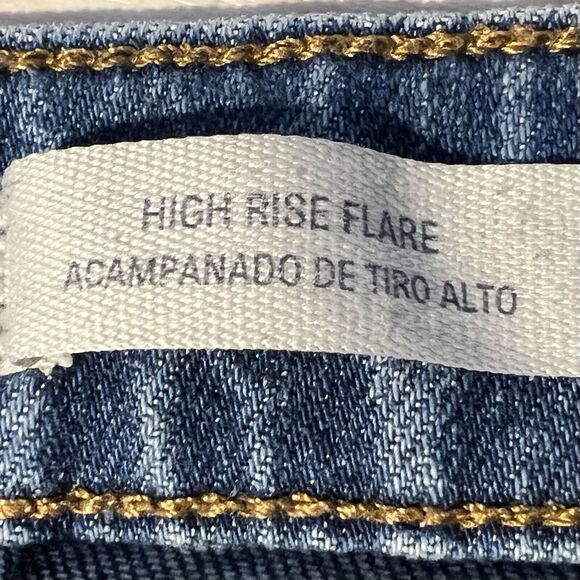 HIGH RISE FLARE
ACAMPANADO DE TIRO ALTO